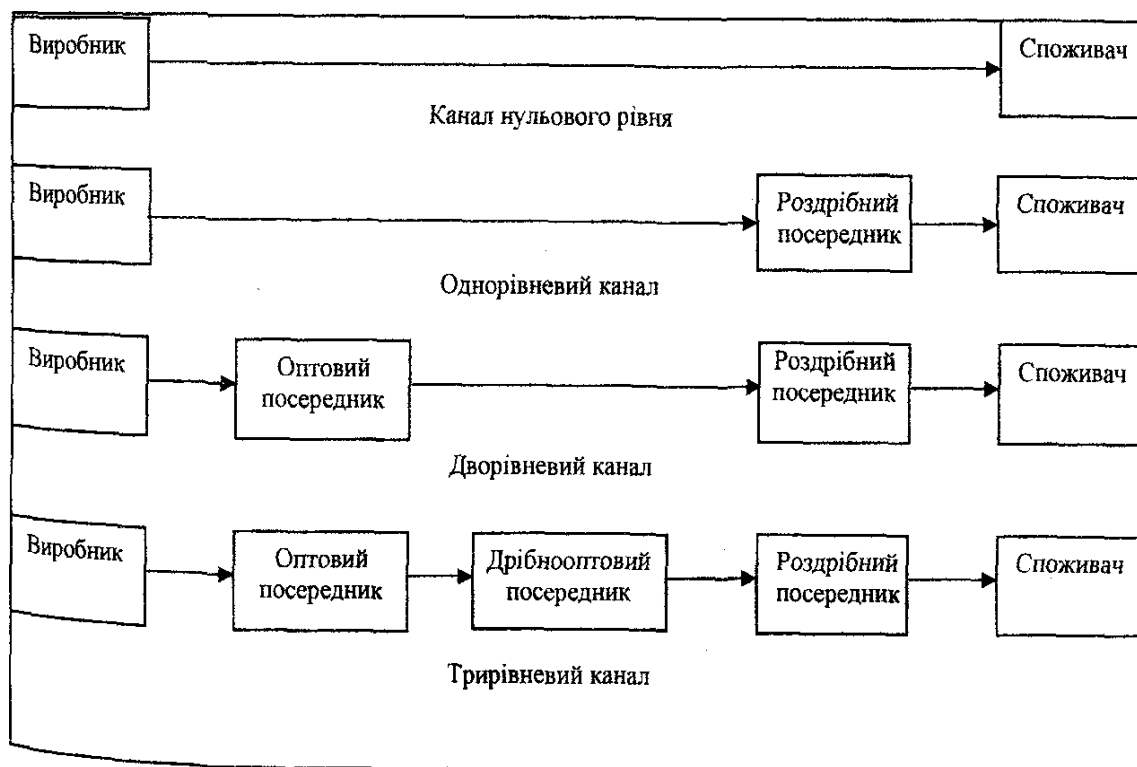 Виробник
Споживач
Канал нульового рівня
Виробник
Роздрібний
посередник
Споживач
Однорівневий канал
Виробник
Оптовий
посередник
Роздрібний
посередник
Споживач
Дворівневий канал
Виробник
Оптовий
посередник
Дрібнооптовий
посередник
Роздрібний
посередник
Споживач
Трирівневий канал